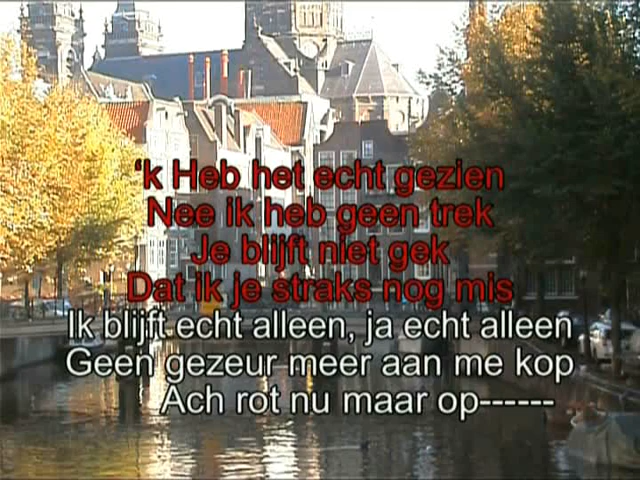 ‘k Heb het echt gezien
Nee ik heb geen trek
Je blijft niet gek
Dat ik je straks nog mis
Ik blijft echt alleen, ja echt alleen
Geen gezeur meer aan me kop
Ach rot nu maar op------